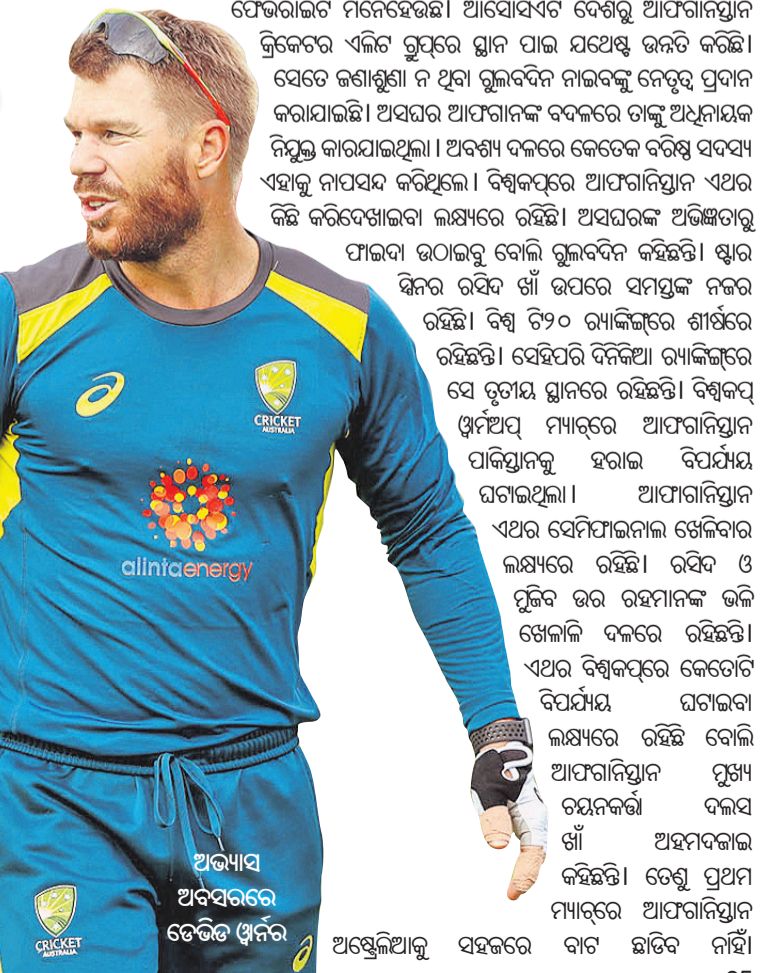 ଫେଭରାଇଟ ମନେହେଉଛି। ଆସୋସିଏଟ ଦେଶରୁ ଆଫଗାନିସ୍ତାନ
କ୍ରିକେଟର ଏଲିଟ ଗ୍ରୁପ୍‌ରେ ସ୍ଥାନ ପାଇ ଯଥେଷ୍ଟ ଉନ୍ନତି କରିଛି।
ସେତେ ଜଣାଶୁଣା ନ ଥିବା ଗୁଲବଦିନ ନାଇବଙ୍କୁ ନେତୃତ୍ୱ ପ୍ରଦାନ
କରାଯାଇଛି। ଅସଘର ଆଫଗାନଙ୍କ ବଦଳରେ ତାଙ୍କୁ ଅଧିନାୟକ
ନିଯୁକ୍ତ କାରଯାଇଥିଲା। ଅବଶ୍ୟ ଦଳରେ କେତେକ ବରିଷ୍ଠ ସଦସ୍ୟ
ଏହାକୁ ନାପସନ୍ଦ କରିଥିଲେ। ବିଶ୍ୱକପ୍‌ରେ ଆଫଗାନିସ୍ତାନ ଏଥର
କିଛି କରିଦେଖାଇବା ଲକ୍ଷ୍ୟରେ ରହିଛି। ଅସଘରଙ୍କ ଅଭିଜ୍ଞତାରୁ
ଫାଇଦା ଉଠାଇବୁ ବୋଲି ଗୁଲବଦିନ କହିଛନ୍ତି। ଷ୍ଟାର
ସ୍ପିନର ରସିଦ ଖାଁ ଉପରେ ସମସ୍ତଙ୍କ ନଜର
ରହିଛି। ବିଶ୍ୱ ଟି୨୦ ର‌୍ୟାଙ୍କିଙ୍ଗ୍‌ରେ ଶୀର୍ଷରେ
ରହିଛନ୍ତି। ସେହିପରି ଦିନିକିଆ ର‌୍ୟାଙ୍କିଙ୍ଗ୍‌ରେ
ସେ ତୃତୀୟ ସ୍ଥାନରେ ରହିଛନ୍ତି। ବିଶ୍ୱକପ୍
ୱାର୍ମଅପ୍ ମ୍ୟାଚ୍‌ରେ ଆଫଗାନିସ୍ତାନ
ପାକିସ୍ତାନକୁ ହରାଇ ବିପର୍ଯ୍ୟୟ
ଘଟାଇଥିଲା। ଆଫାଗାନିସ୍ତାନ
ଏଥର ସେମିଫାଇନାଲ ଖେଳିବାର
ଲକ୍ଷ୍ୟରେ ରହିଛି। ରସିଦ ଓ
ମୁଜିବ ଉର ରହମାନଙ୍କ ଭଳି
ଖେଳାଳି ଦଳରେ ରହିଛନ୍ତି।
ଏଥର ବିଶ୍ୱକପ୍‌ରେ କେତୋଟି
ବିପର୍ଯ୍ୟୟ ଘଟାଇବା
ଲକ୍ଷ୍ୟରେ ରହିଛି ବୋଲି
ଆଫଗାନିସ୍ତାନ ମୁଖ୍ୟ
ଚୟନକର୍ତ୍ତା ଦଲସ
ଖାଁ ଅହମଦଜାଇ
କହିଛନ୍ତି। ତେଣୁ ପ୍ରଥମ
ମ୍ୟାଚ୍‌ରେ ଆଫଗାନିସ୍ତାନ
ଅଷ୍ଟ୍ରେଲିଆକୁ ସହଜରେ ବାଟ ଛାଡିବ ନାହିଁ।
CRICKET
AUSTRALIA
alintaenergy
ଅଭ୍ୟାସ
ଅବସରରେ
ଡେଭିଡ ୱାର୍ନର
CRICKET
AUSTRALIA